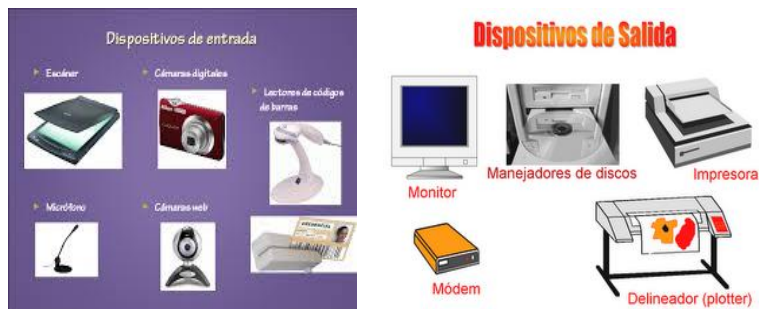 Dispositivos de entrada
Escáner
Cámaras digitales
Lectores de códigos
de barras
Micrófono
Cámaras web
Dispositivos de Salida
Monitor
Manejadores de discos
Impresora
Módem
Delineador (plotter)